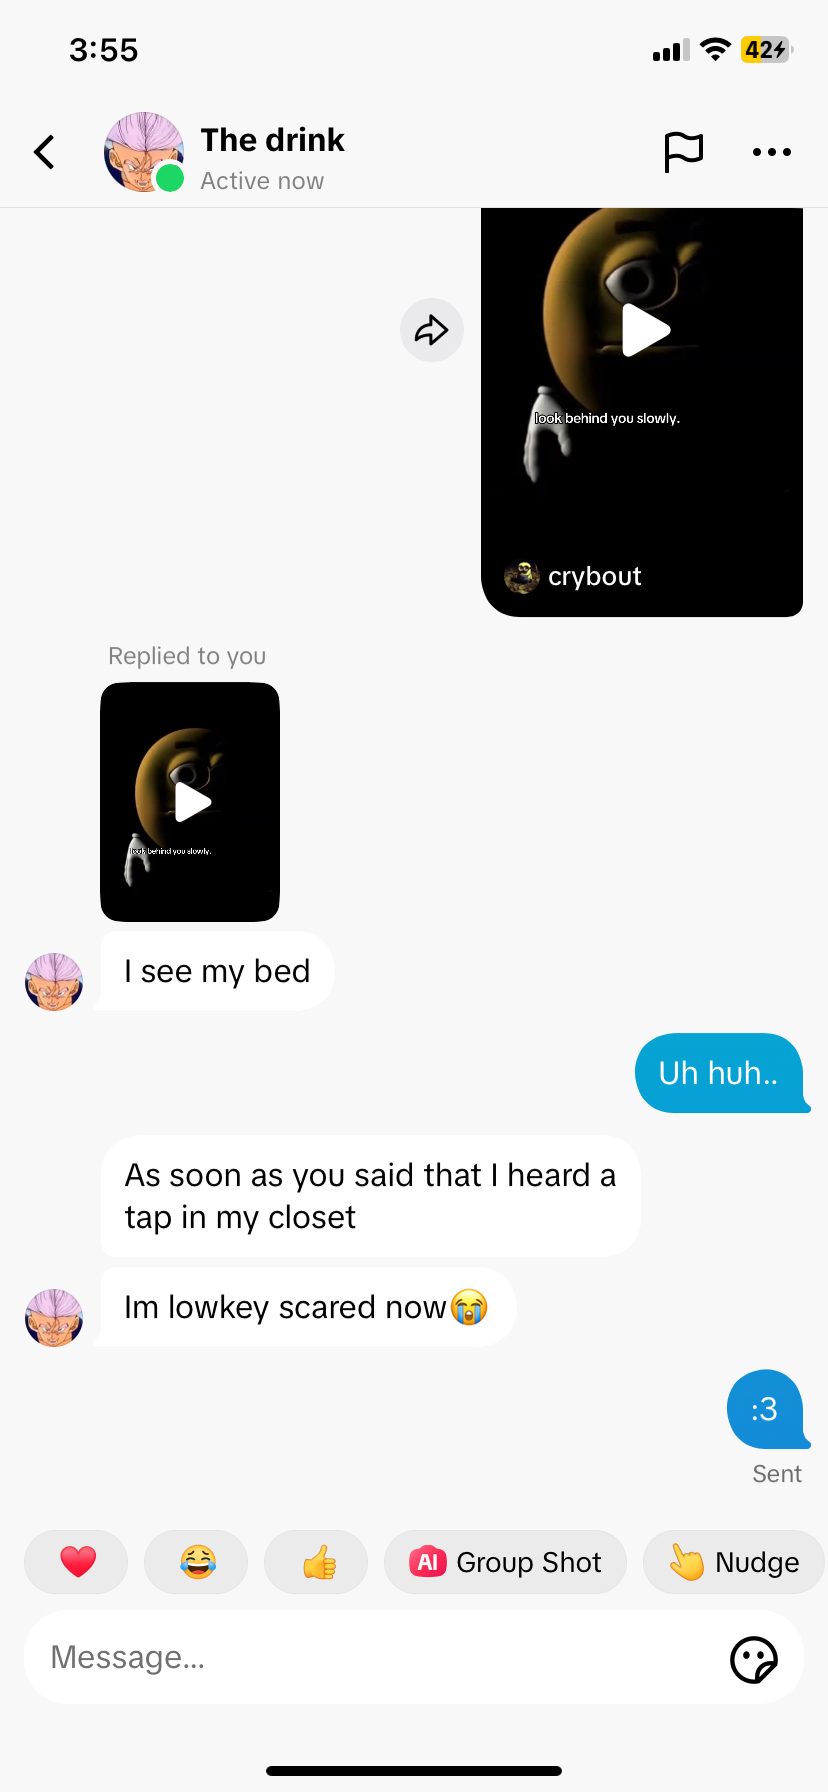 3:55
42
The drink
Active now
look behind you slowly.
crybout
Replied to you
look behind you slowly.
I see my bed
Uh huh..
As soon as you said that I heard a
tap in my closet
Im lowkey scared now😭
:3
Sent
❤️ 😂 👍 AI Group Shot 👆 Nudge
Message...